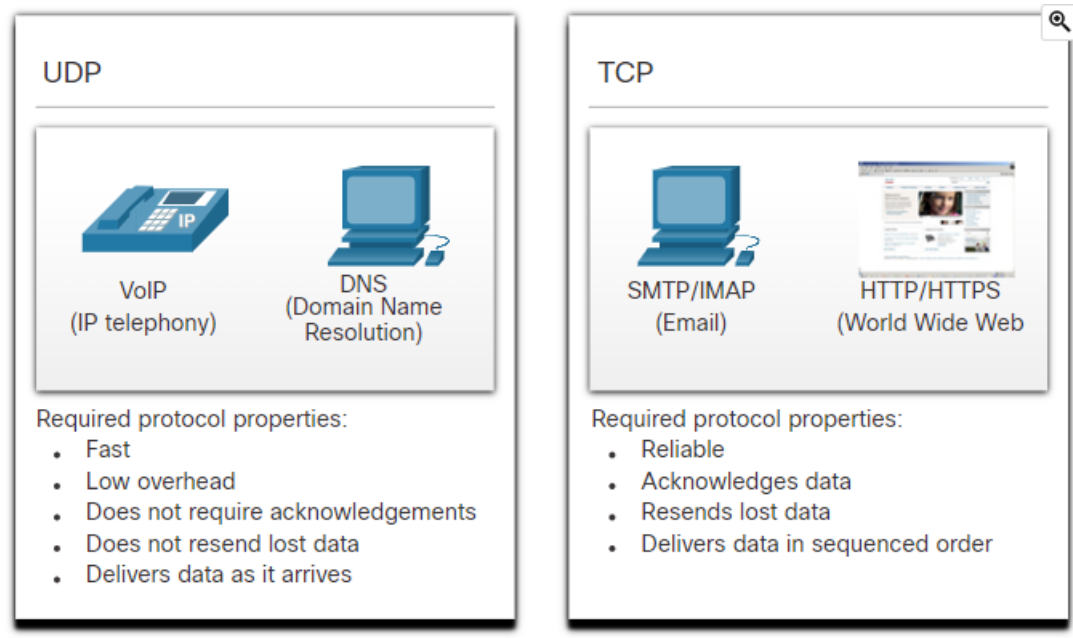 UDP
IP
VoIP
(IP telephony)
DNS
(Domain Name
Resolution)
Required protocol properties:
Fast
Low overhead
Does not require acknowledgements
Does not resend lost data
Delivers data as it arrives
TCP
SMTP/IMAP
(Email)
HTTP/HTTPS
(World Wide Web
Required protocol properties:
Reliable
Acknowledges data
Resends lost data
Delivers data in sequenced order